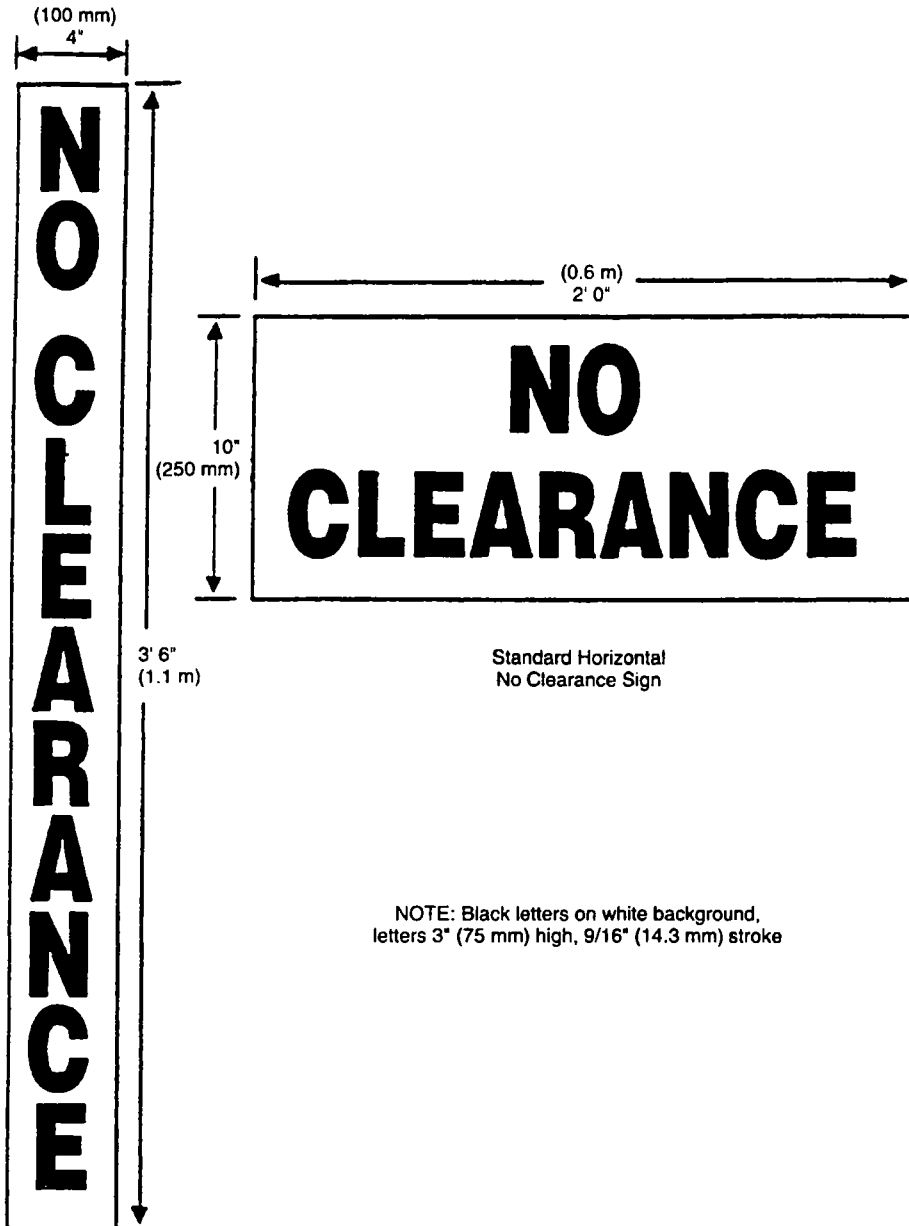 (100 mm)
4"
NO CLEARANCE
3' 6"
(1.1 m)
(0.6 m)
2' 0"
10"
(250 mm)
NO
CLEARANCE
Standard Horizontal
No Clearance Sign
NOTE: Black letters on white background,
letters 3" (75 mm) high, 9/16" (14.3 mm) stroke